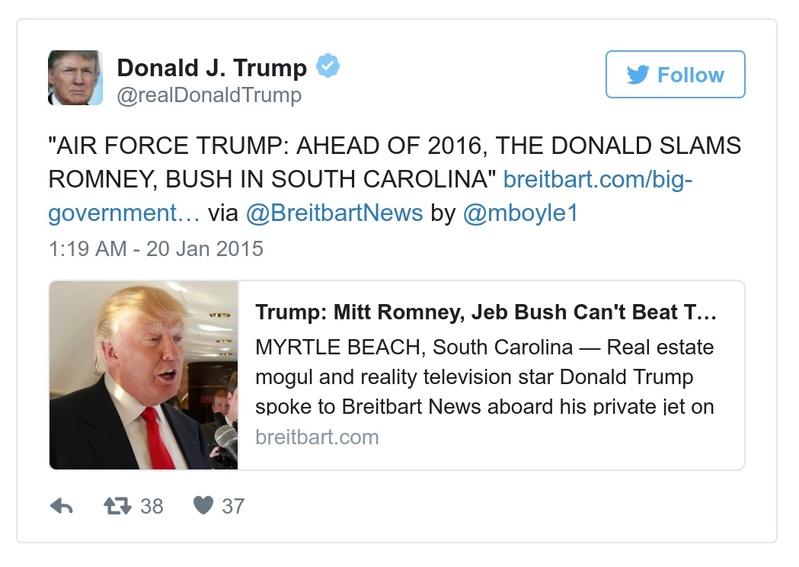 Donald J. Trump
@realDonaldTrump
Follow
"AIR FORCE TRUMP: AHEAD OF 2016, THE DONALD SLAMS
ROMNEY, BUSH IN SOUTH CAROLINA" breitbart.com/big-
government… via @BreitbartNews by @mboyle1
1:19 AM - 20 Jan 2015
Trump: Mitt Romney, Jeb Bush Can't Beat T…
MYRTLE BEACH, South Carolina — Real estate
mogul and reality television star Donald Trump
spoke to Breitbart News aboard his private jet on
breitbart.com
38
37